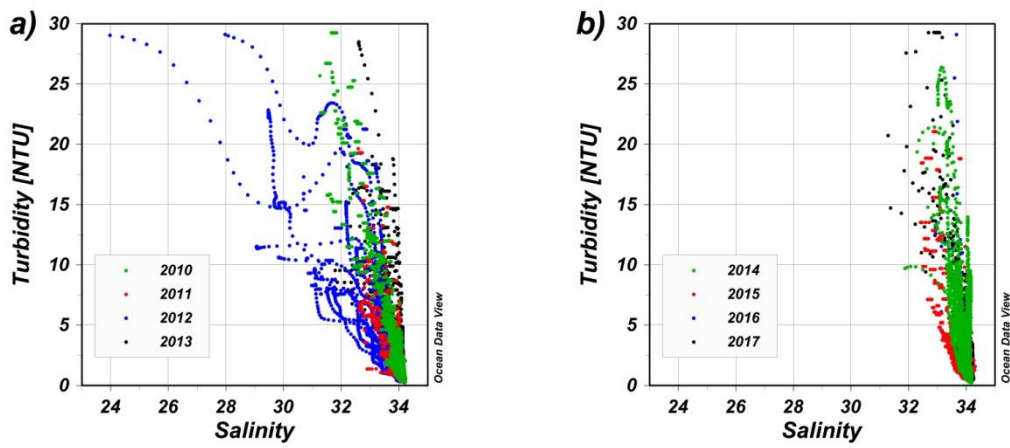 a)
Turbidity [NTU]
30
25
20
15
10
5
0
2010
2011
2012
2013
24 26 28 30 32 34
Salinity
Ocean Data View
b)
Turbidity [NTU]
30
25
20
15
10
5
0
2014
2015
2016
2017
24 26 28 30 32 34
Salinity
Ocean Data View